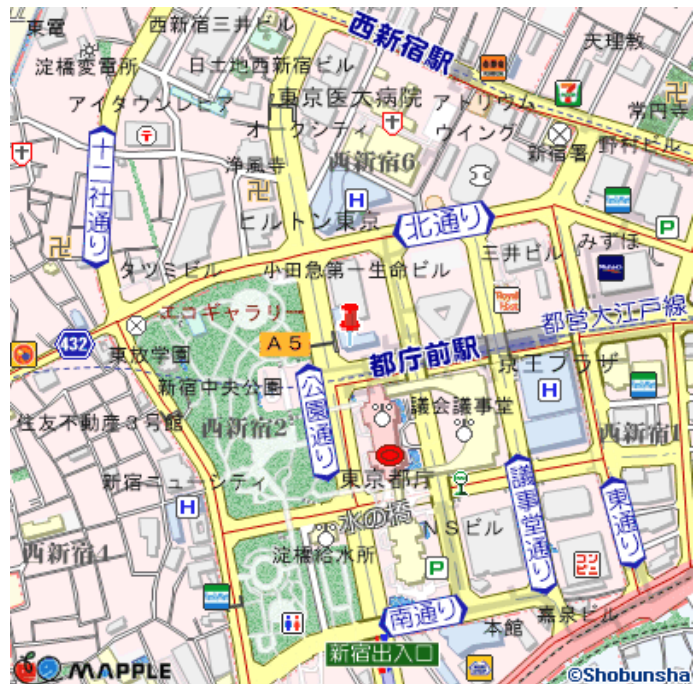 東電
西新宿三井ビル
西新宿駅
天理教
淀橋変電所
日土地西新宿ビル
アイタウンレピア
東京医大病院
アトリウム
常円寺
オークシティ
ウイング
新宿署
野村ビル
十二社通り
浄風寺
西新宿6
H
ヒルトン東京
北通り
P
三井ビル
みずほ
タツミビル
小田急第一生命ビル
エコギャラリー
都営大江戸線
432
A5
都庁前駅
東放学園
京王プラザ
新宿中央公園
公園通り
H
議会議事堂
住友不動産3号館
西新宿2
西新宿1
新宿ニューシティ
東京都庁
議事堂通り
東通り
H
水の橋
NSビル
西新宿4
淀橋給水所
P
コンビニ
南通り
嘉泉ビル
本館
新宿出入口
MAPPLE
©Shobunsha